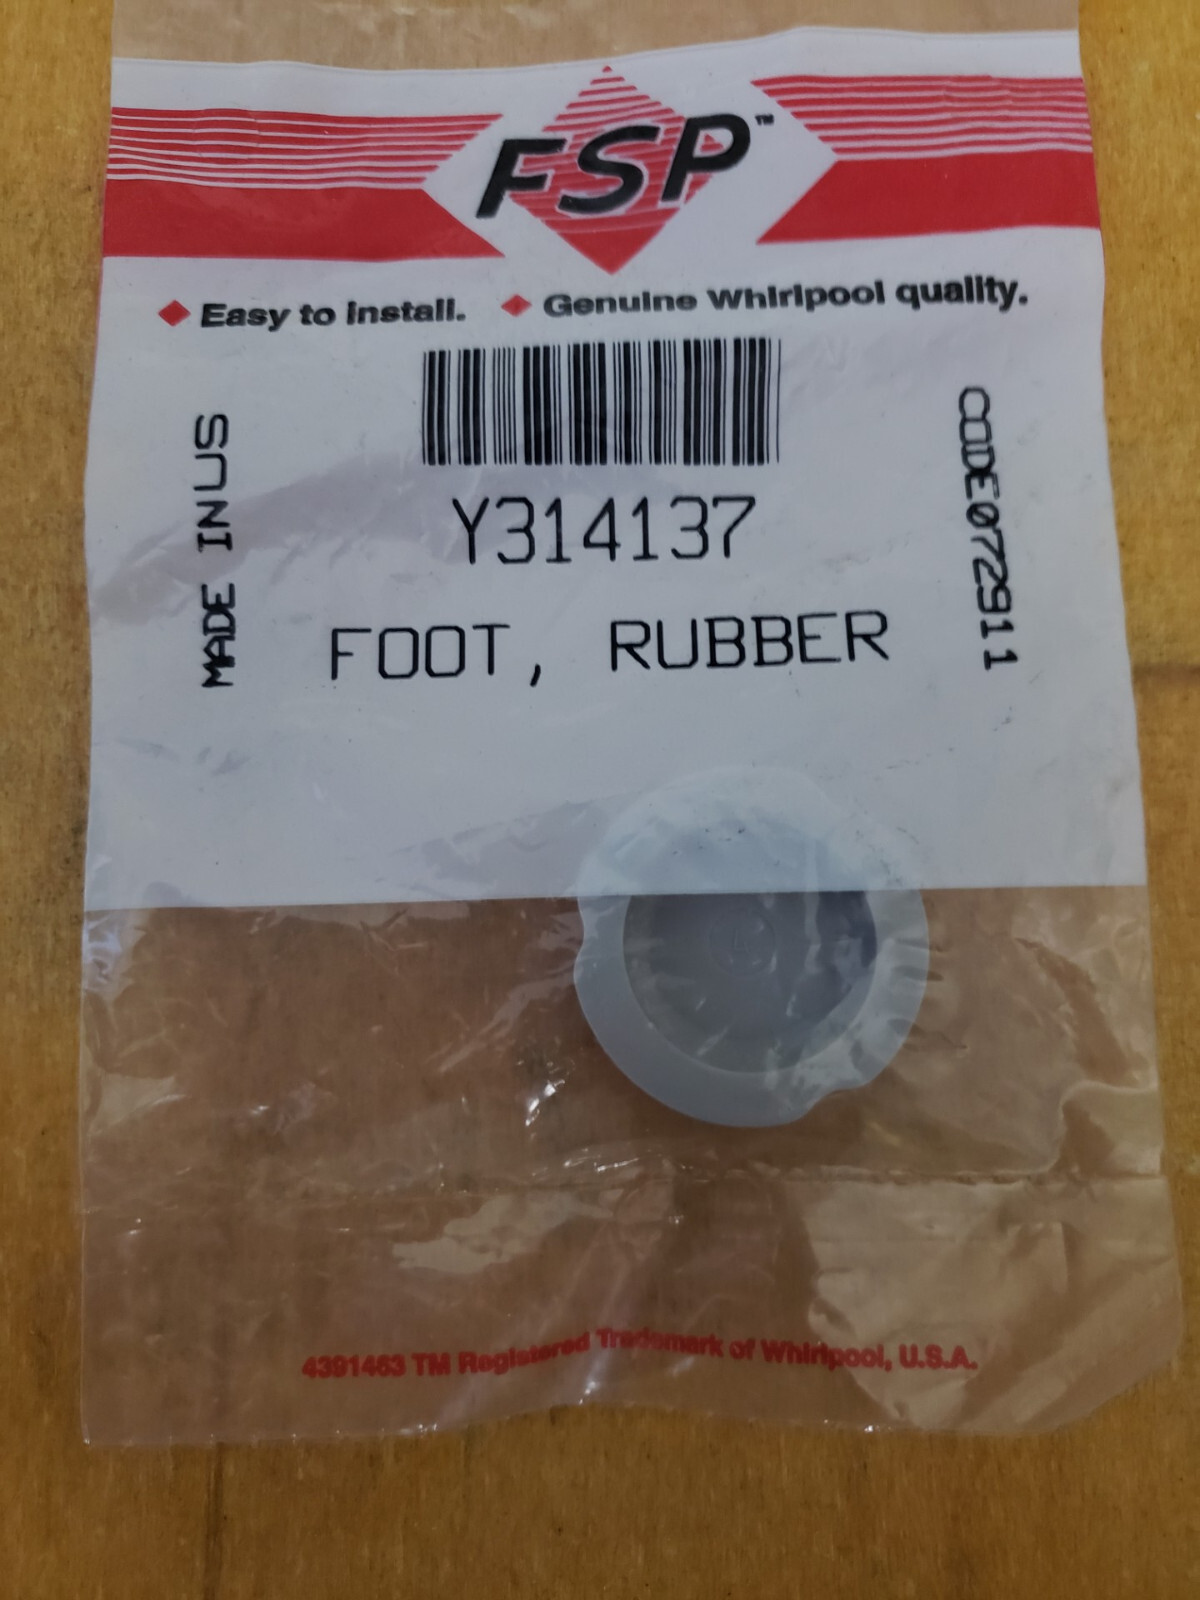 FSP™
Easy to install. Genuine Whirlpool quality.
MADE IN US
CODE072911
Y314137
FOOT, RUBBER
4391463 TM Registered Trademark of Whirlpool, U.S.A.